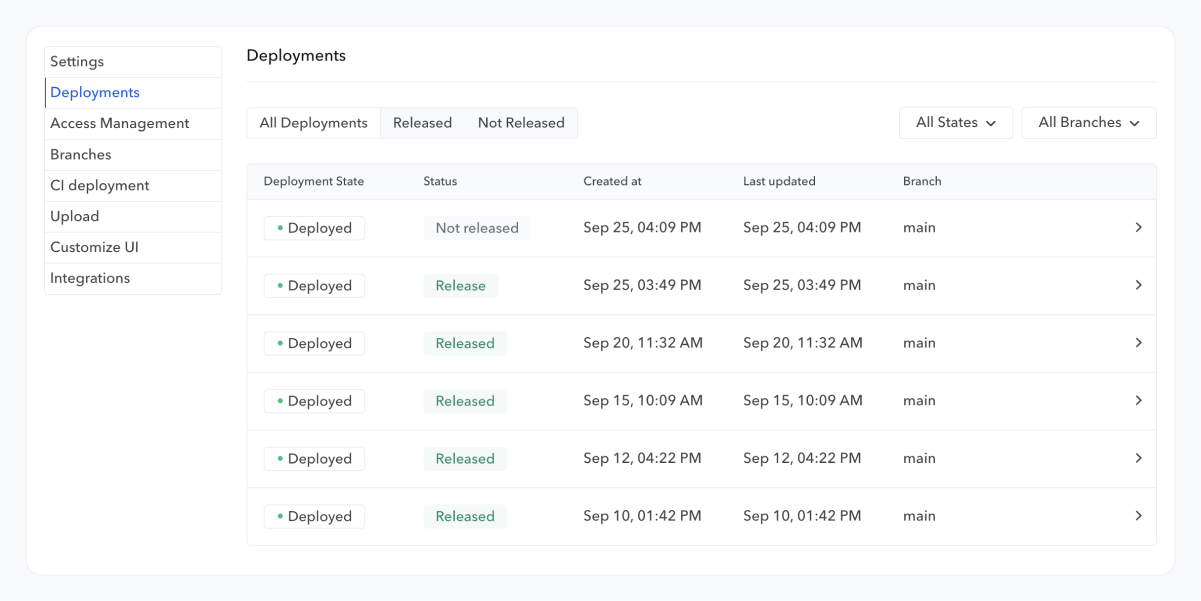 Settings
Deployments
Access Management
Branches
CI deployment
Upload
Customize UI
Integrations
Deployments
All Deployments Released Not Released All States All Branches
Deployment State Status Created at Last updated Branch
Deployed Not released Sep 25, 04:09 PM Sep 25, 04:09 PM main
Deployed Release Sep 25, 03:49 PM Sep 25, 03:49 PM main
Deployed Released Sep 20, 11:32 AM Sep 20, 11:32 AM main
Deployed Released Sep 15, 10:09 AM Sep 15, 10:09 AM main
Deployed Released Sep 12, 04:22 PM Sep 12, 04:22 PM main
Deployed Released Sep 10, 01:42 PM Sep 10, 01:42 PM main